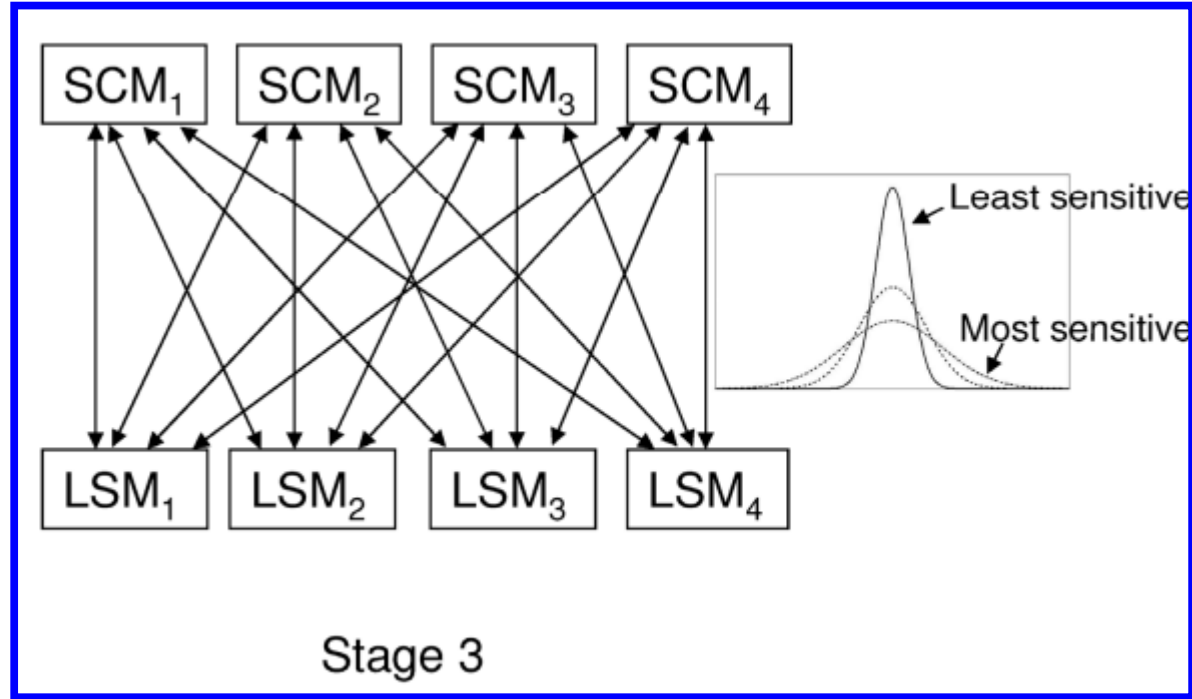 SCM₁ SCM₂ SCM₃ SCM₄
Least sensitive
Most sensitive
LSM₁ LSM₂ LSM₃ LSM₄
Stage 3